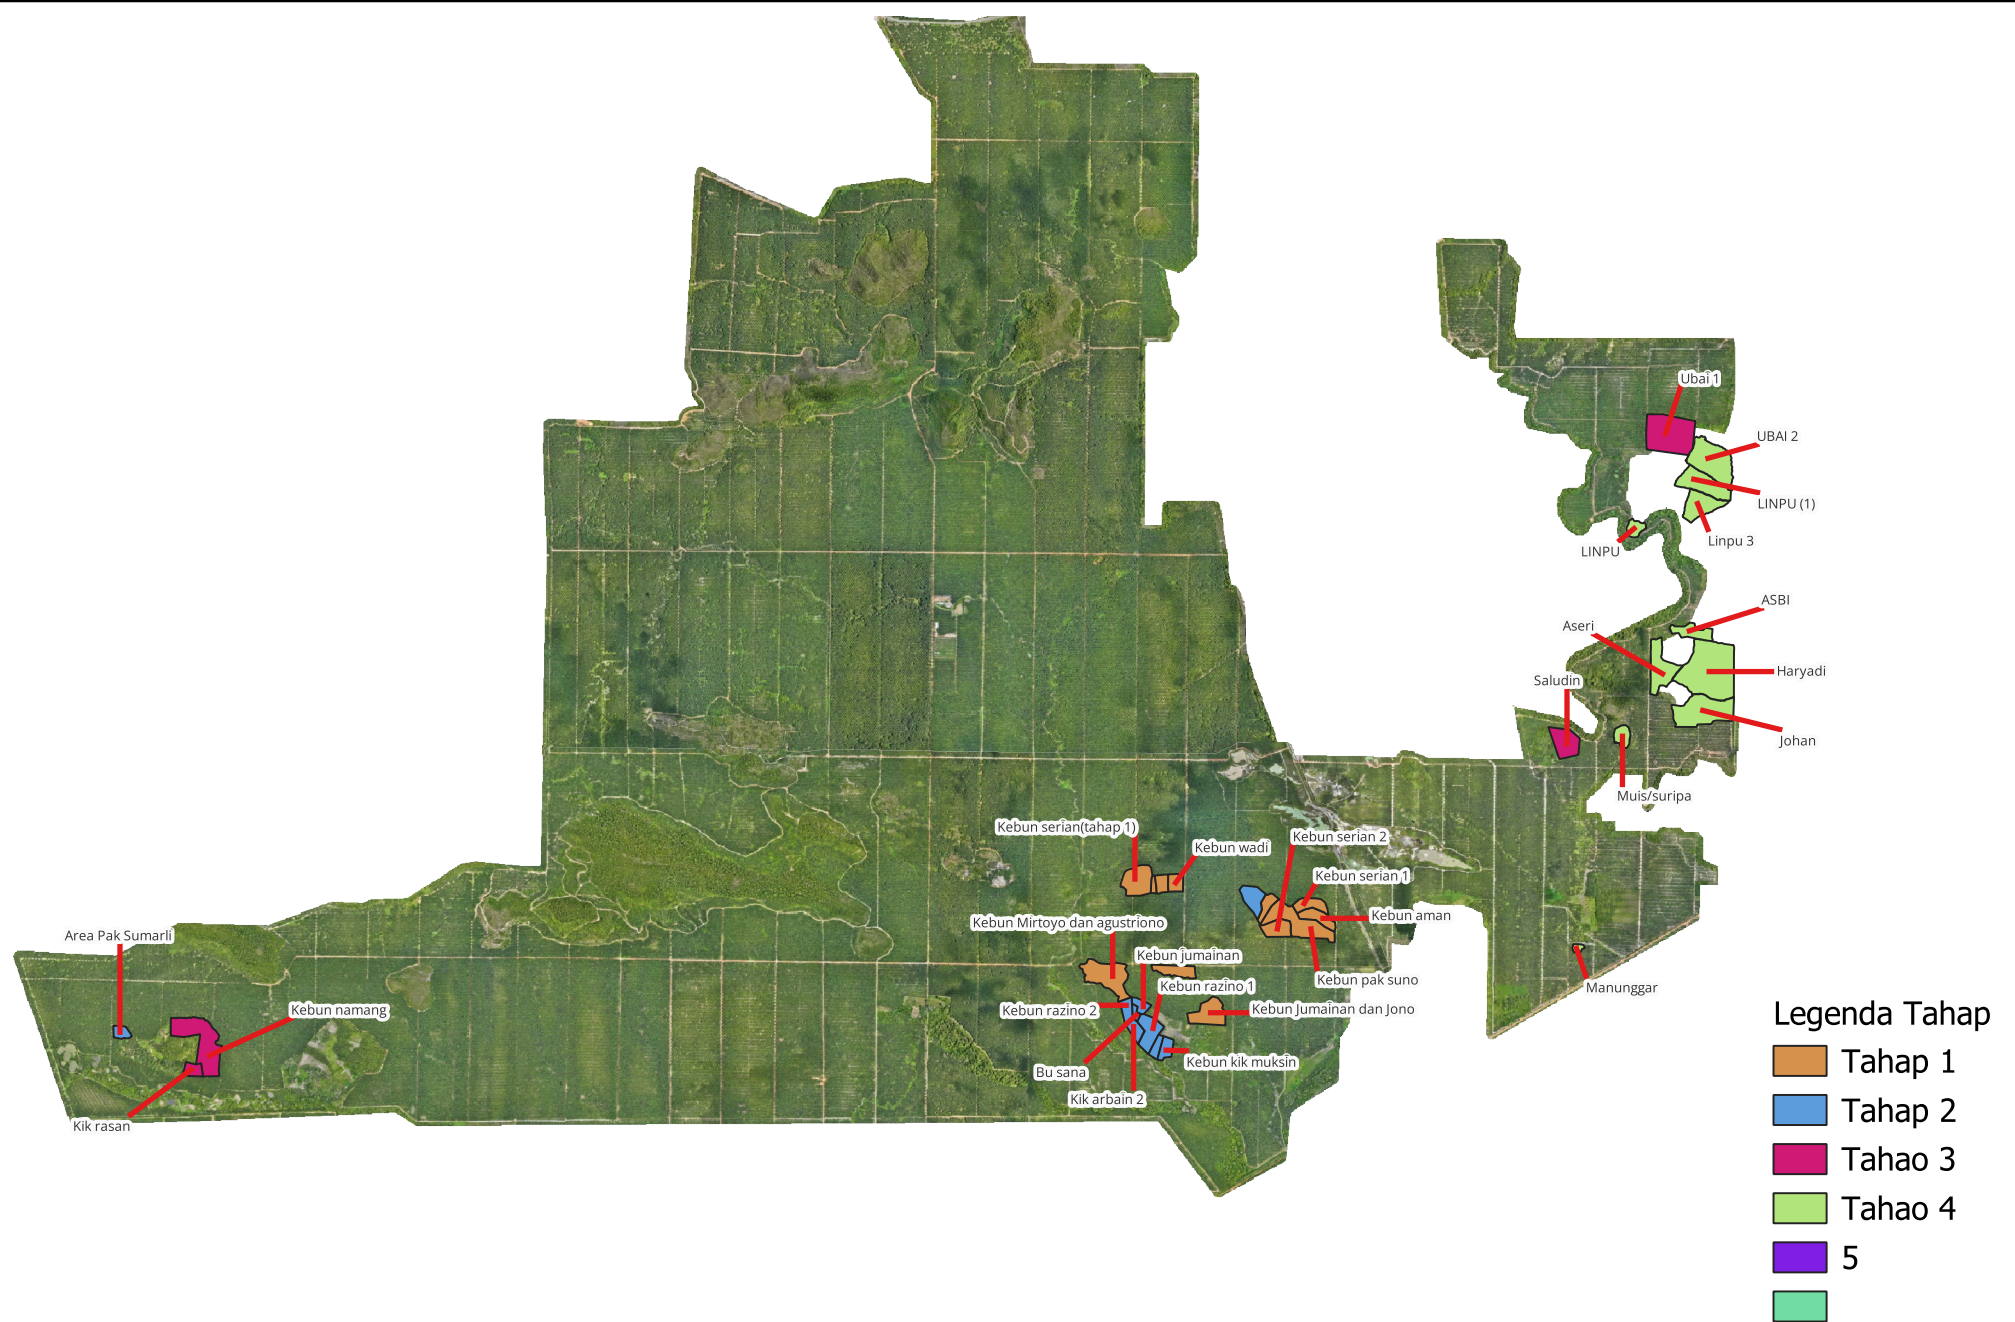 Ubai 1
UBAI 2
LINPU (1)
Linpu 3
LINPU
ASBI
Aseri
Haryadi
Saludin
Johan
Muis/suripa
Kebun serian(tahap 1)
Kebun wadi
Kebun serian 2
Kebun serian 1
Kebun aman
Kebun Mirtoyo dan agustriono
Area Pak Sumarli
Kebun jumainan
Kebun pak suno
Kebun razino 1
Manunggar
Kebun namang
Kebun razino 2
Kebun Jumainan dan Jono
Kebun kik muksin
Bu sana
Kik arbain 2
Kik rasan
Legenda Tahap
Tahap 1
Tahap 2
Tahao 3
Tahao 4
5